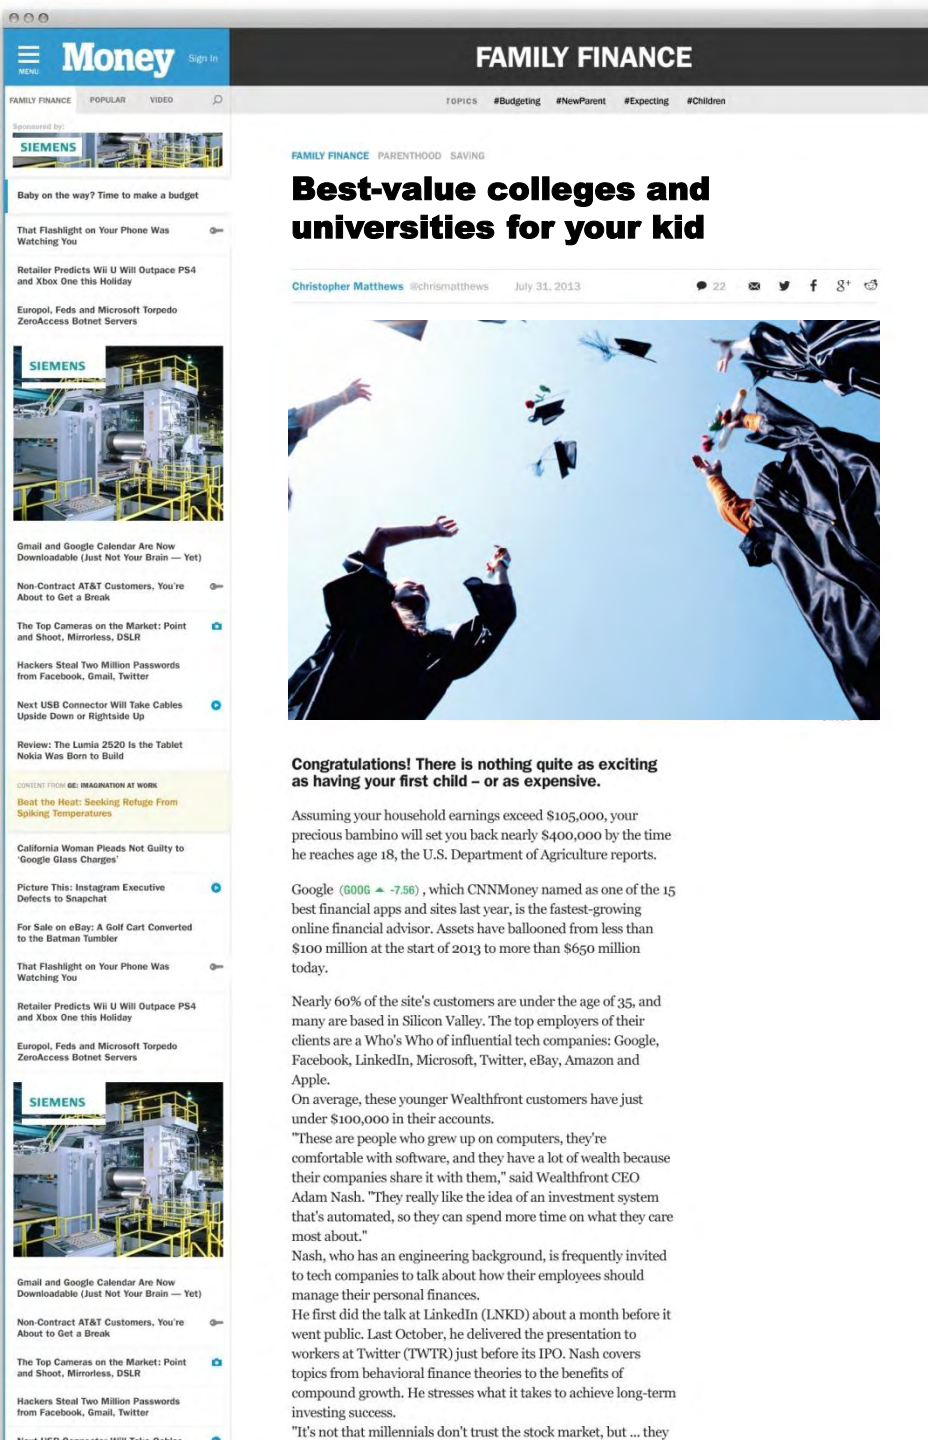 MENU
Money
Sign In
FAMILY FINANCE
FAMILY FINANCE
POPULAR
VIDEO
TOPICS #Budgeting #NewParent #Expecting #Children
Sponsored by:
SIEMENS
Baby on the way? Time to make a budget
That Flashlight on Your Phone Was
Watching You
Retailer Predicts Wii U Will Outpace PS4
and Xbox One this Holiday
Europol, Feds and Microsoft Torpedo
ZeroAccess Botnet Servers
SIEMENS
Gmail and Google Calendar Are Now
Downloadable (Just Not Your Brain — Yet)
Non-Contract AT&T Customers, You're
About to Get a Break
The Top Cameras on the Market: Point
and Shoot, Mirrorless, DSLR
Hackers Steal Two Million Passwords
from Facebook, Gmail, Twitter
Next USB Connector Will Take Cables
Upside Down or Rightside Up
Review: The Lumia 2520 Is the Tablet
Nokia Was Born to Build
CONTENT FROM GE: IMAGINATION AT WORK
Beat the Heat: Seeking Refuge From
Spiking Temperatures
California Woman Pleads Not Guilty to
'Google Glass Charges'
Picture This: Instagram Executive
Defects to Snapchat
For Sale on eBay: A Golf Cart Converted
to the Batman Tumbler
That Flashlight on Your Phone Was
Watching You
Retailer Predicts Wii U Will Outpace PS4
and Xbox One this Holiday
Europol, Feds and Microsoft Torpedo
ZeroAccess Botnet Servers
SIEMENS
Gmail and Google Calendar Are Now
Downloadable (Just Not Your Brain — Yet)
Non-Contract AT&T Customers, You're
About to Get a Break
The Top Cameras on the Market: Point
and Shoot, Mirrorless, DSLR
Hackers Steal Two Million Passwords
from Facebook, Gmail, Twitter
FAMILY FINANCE PARENTHOOD SAVING
Best-value colleges and
universities for your kid
Christopher Matthews @chrismatthews July 31, 2013
22
Congratulations! There is nothing quite as exciting
as having your first child – or as expensive.
Assuming your household earnings exceed $105,000, your
precious bambino will set you back nearly $400,000 by the time
he reaches age 18, the U.S. Department of Agriculture reports.
Google (GOOG ▲ -7.56) , which CNNMoney named as one of the 15
best financial apps and sites last year, is the fastest-growing
online financial advisor. Assets have ballooned from less than
$100 million at the start of 2013 to more than $650 million
today.
Nearly 60% of the site's customers are under the age of 35, and
many are based in Silicon Valley. The top employers of their
clients are a Who's Who of influential tech companies: Google,
Facebook, LinkedIn, Microsoft, Twitter, eBay, Amazon and
Apple.
On average, these younger Wealthfront customers have just
under $100,000 in their accounts.
"These are people who grew up on computers, they're
comfortable with software, and they have a lot of wealth because
their companies share it with them," said Wealthfront CEO
Adam Nash. "They really like the idea of an investment system
that's automated, so they can spend more time on what they care
most about."
Nash, who has an engineering background, is frequently invited
to tech companies to talk about how their employees should
manage their personal finances.
He first did the talk at LinkedIn (LNKD) about a month before it
went public. Last October, he delivered the presentation to
workers at Twitter (TWTR) just before its IPO. Nash covers
topics from behavioral finance theories to the benefits of
compound growth. He stresses what it takes to achieve long-term
investing success.
"It's not that millennials don't trust the stock market, but ... they